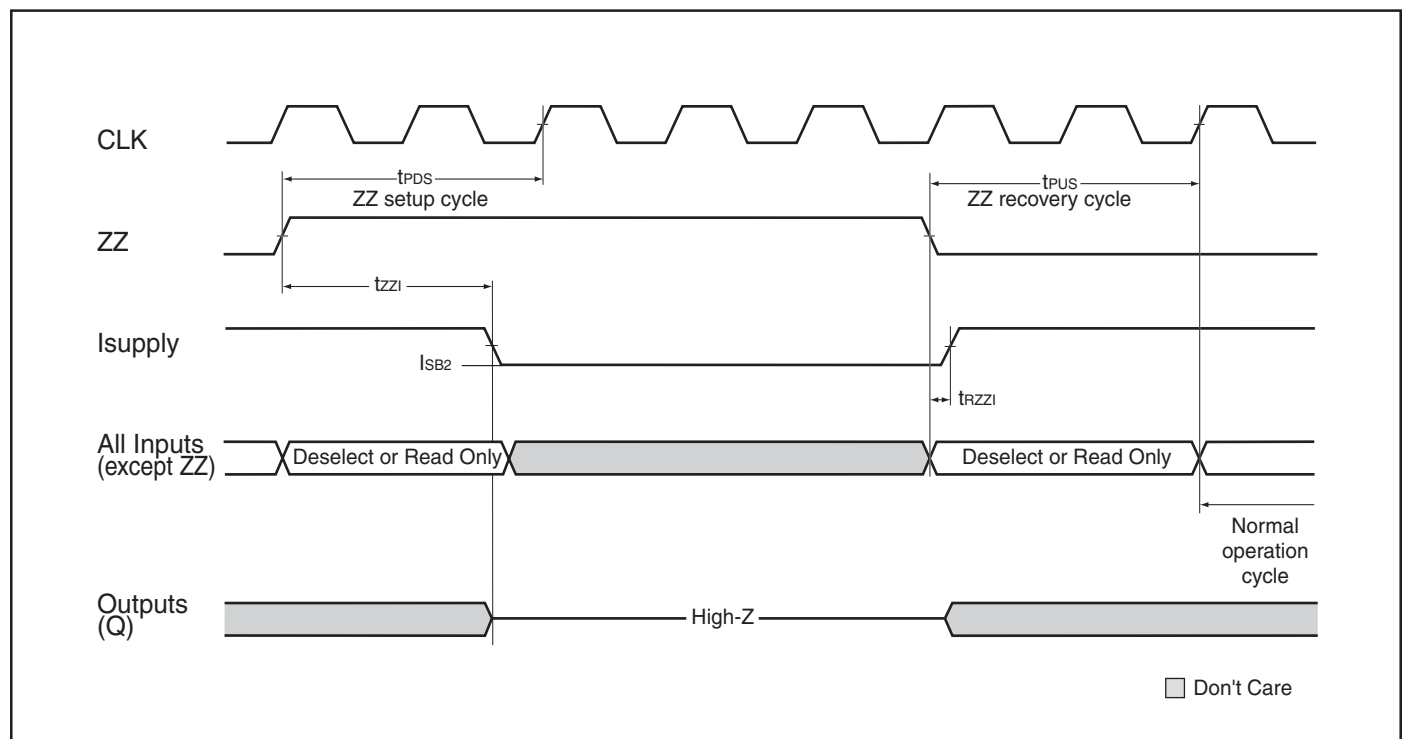 CLK
tPDS
ZZ setup cycle
tPUS
ZZ recovery cycle
ZZ
tZZI
Isupply
ISB2
tRZZI
All Inputs
(except ZZ)
Deselect or Read Only
Deselect or Read Only
Normal
operation
cycle
Outputs
(Q)
High-Z
Don't Care